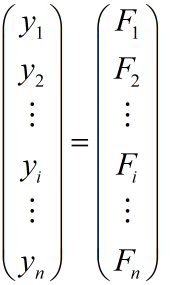 y₁ F₁
y₂ F₂
⋮ ⋮
yᵢ = Fᵢ
⋮ ⋮
yₙ Fₙ